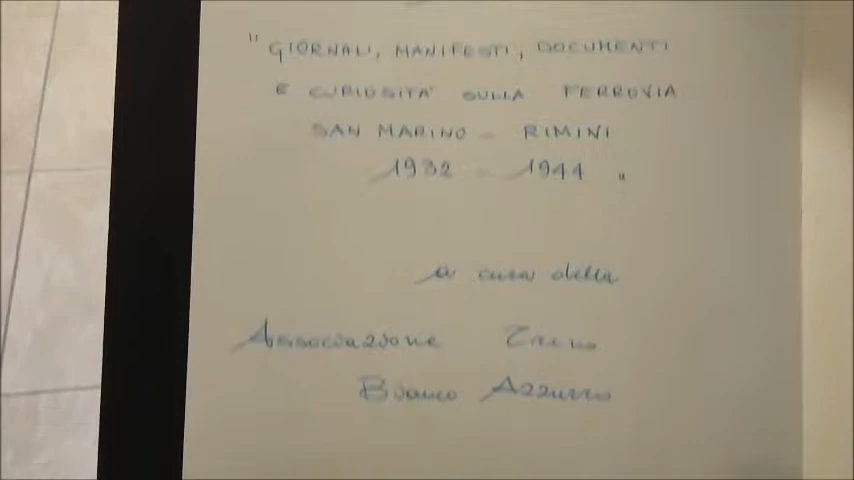 " GIORNALI, MANIFESTI, DOCUMENTI
E CURIOSITA' SULLA FERROVIA
SAN MARINO - RIMINI
1932 - 1944 "
a cura della
Associazione Treno
Bianco Azzurro